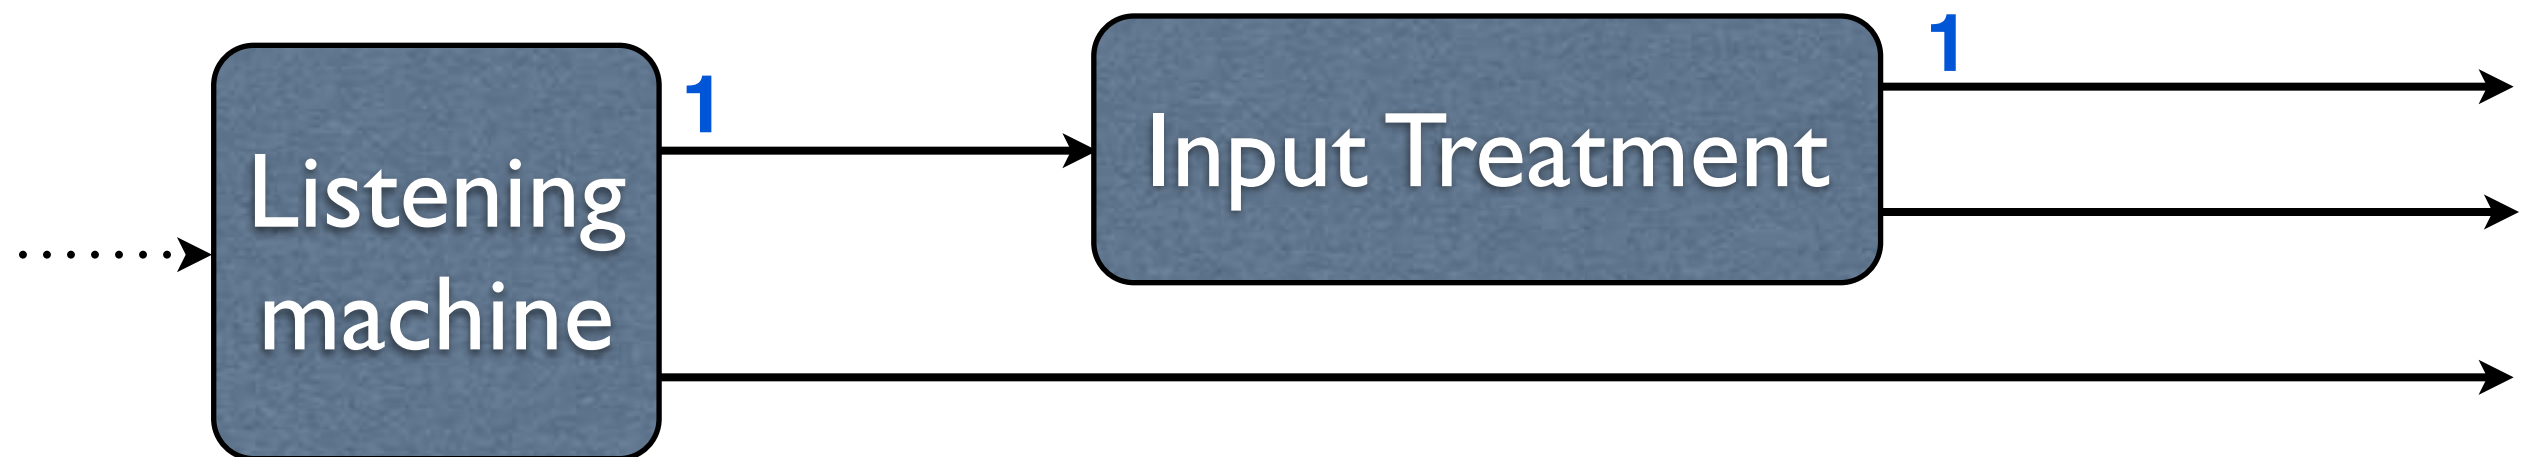 Listening
machine
1
Input Treatment
1